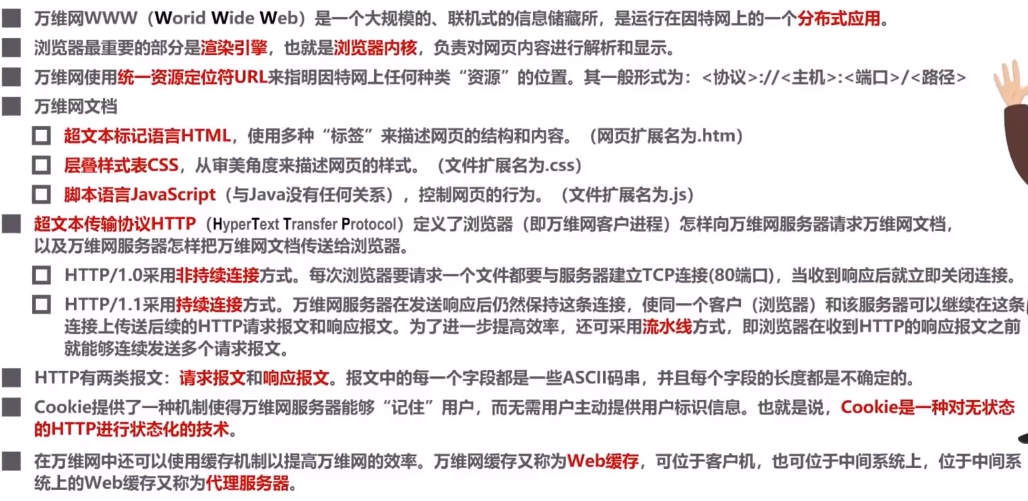 万维网WWW（Worid Wide Web）是一个大规模的、联机式的信息储藏所，是运行在因特网上的一个分布式应用。
浏览器最重要的部分是渲染引擎，也就是浏览器内核，负责对网页内容进行解析和显示。
万维网使用统一资源定位符URL来指明因特网上任何种类“资源”的位置。其一般形式为：<协议>://<主机>:<端口>/<路径>
万维网文档
超文本标记语言HTML，使用多种“标签”来描述网页的结构和内容。（网页扩展名为.htm）
层叠样式表CSS，从审美角度来描述网页的样式。（文件扩展名为.css）
脚本语言JavaScript（与Java没有任何关系），控制网页的行为。（文件扩展名为.js）
超文本传输协议HTTP（HyperText Transfer Protocol）定义了浏览器（即万维网客户进程）怎样向万维网服务器请求万维网文档，
以及万维网服务器怎样把万维网文档传送给浏览器。
HTTP/1.0采用非持续连接方式。每次浏览器要请求一个文件都要与服务器建立TCP连接(80端口)，当收到响应后就立即关闭连接。
HTTP/1.1采用持续连接方式。万维网服务器在发送响应后仍然保持这条连接，使同一个客户（浏览器）和该服务器可以继续在这条
连接上传送后续的HTTP请求报文和响应报文。为了进一步提高效率，还可采用流水线方式，即浏览器在收到HTTP的响应报文之前
就能够连续发送多个请求报文。
HTTP有两类报文：请求报文和响应报文。报文中的每一个字段都是一些ASCII码串，并且每个字段的长度都是不确定的。
Cookie提供了一种机制使得万维网服务器能够“记住”用户，而无需用户主动提供用户标识信息。也就是说，Cookie是一种对无状态
的HTTP进行状态化的技术。
在万维网中还可以使用缓存机制以提高万维网的效率。万维网缓存又称为Web缓存，可位于客户机，也可位于中间系统上，位于中间系
统上的Web缓存又称为代理服务器。